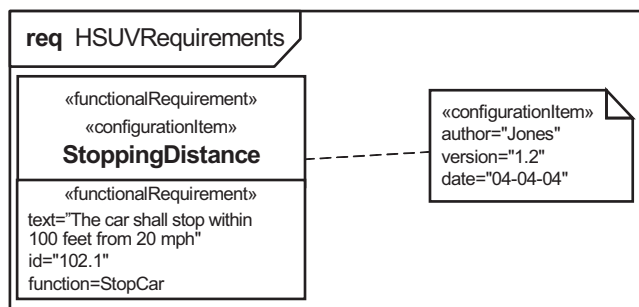 req HSUVRequirements
«functionalRequirement»
«configurationItem»
StoppingDistance
«functionalRequirement»
text=”The car shall stop within
100 feet from 20 mph"
id="102.1"
function=StopCar
«configurationItem»
author="Jones"
version="1.2"
date="04-04-04"